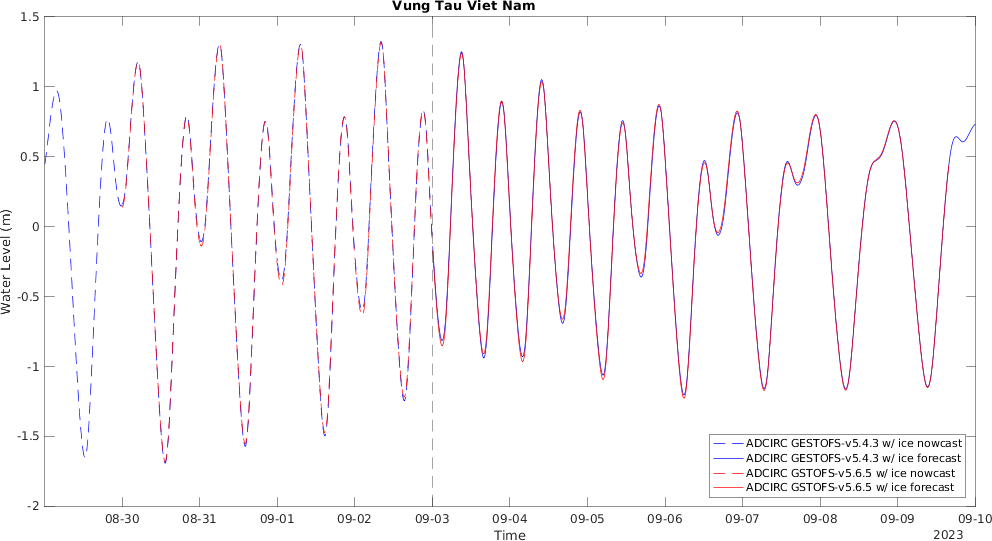 Vung Tau Viet Nam
1.5
1
0.5
0
-0.5
-1
-1.5
-2
Water Level (m)
ADCIRC GESTOFS-v5.4.3 w/ ice nowcast
ADCIRC GESTOFS-v5.4.3 w/ ice forecast
ADCIRC GSTOFS-v5.6.5 w/ ice nowcast
ADCIRC GSTOFS-v5.6.5 w/ ice forecast
08-30 08-31 09-01 09-02 09-03 09-04 09-05 09-06 09-07 09-08 09-09 09-10
Time
2023